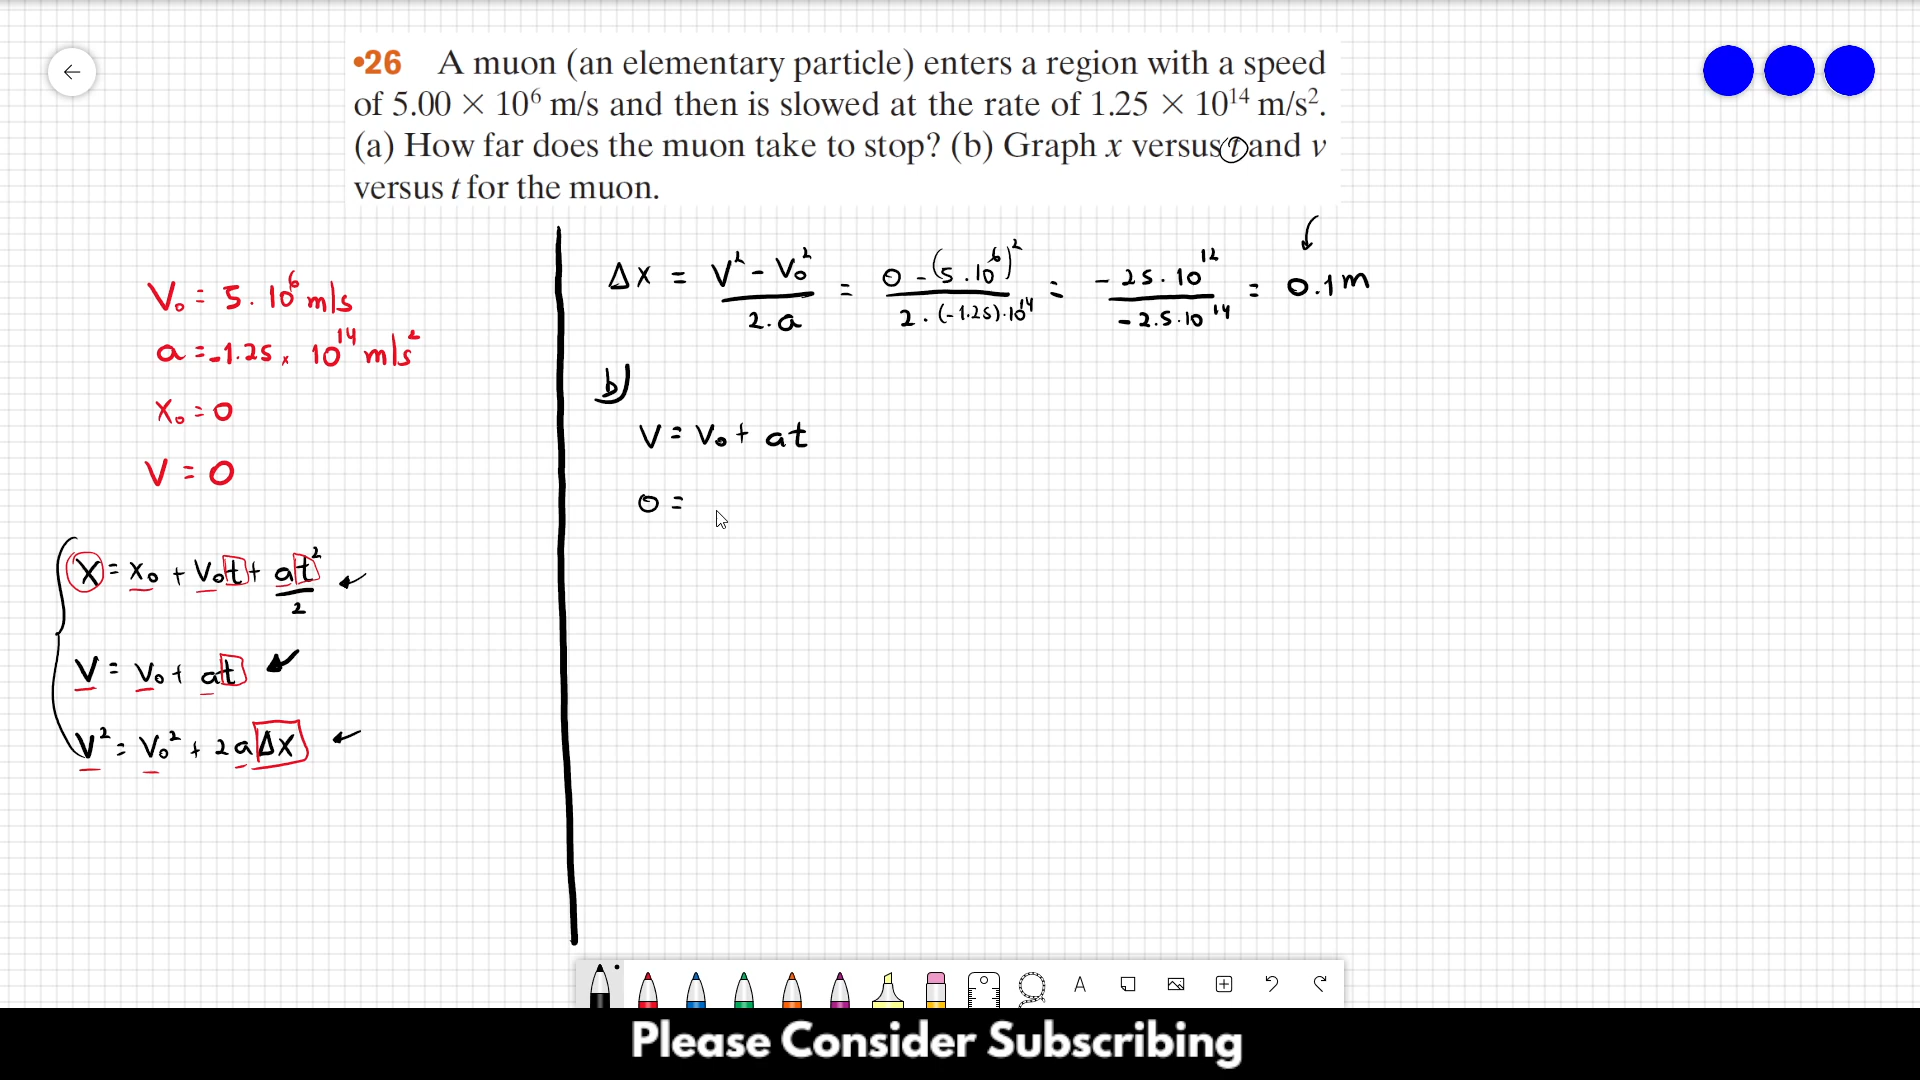 •26 A muon (an elementary particle) enters a region with a speed
of 5.00 × 10⁶ m/s and then is slowed at the rate of 1.25 × 10¹⁴ m/s².
(a) How far does the muon take to stop? (b) Graph x versus t and v
versus t for the muon.
V₀ = 5 . 10⁶ m/s
a = -1.25 × 10¹⁴ m/s²
X₀ = 0
V = 0
X = X₀ + V₀t + at²/2
V = V₀ + at
V² = V₀² + 2aΔX
ΔX = (V² - V₀²)/(2.a) = (0 - (5.10⁶)²)/(2.(-1.25).10¹⁴) = (-25.10¹²)/(-2.5.10¹⁴) = 0.1 m
b)
V = V₀ + at
0 =
A
Please Consider Subscribing